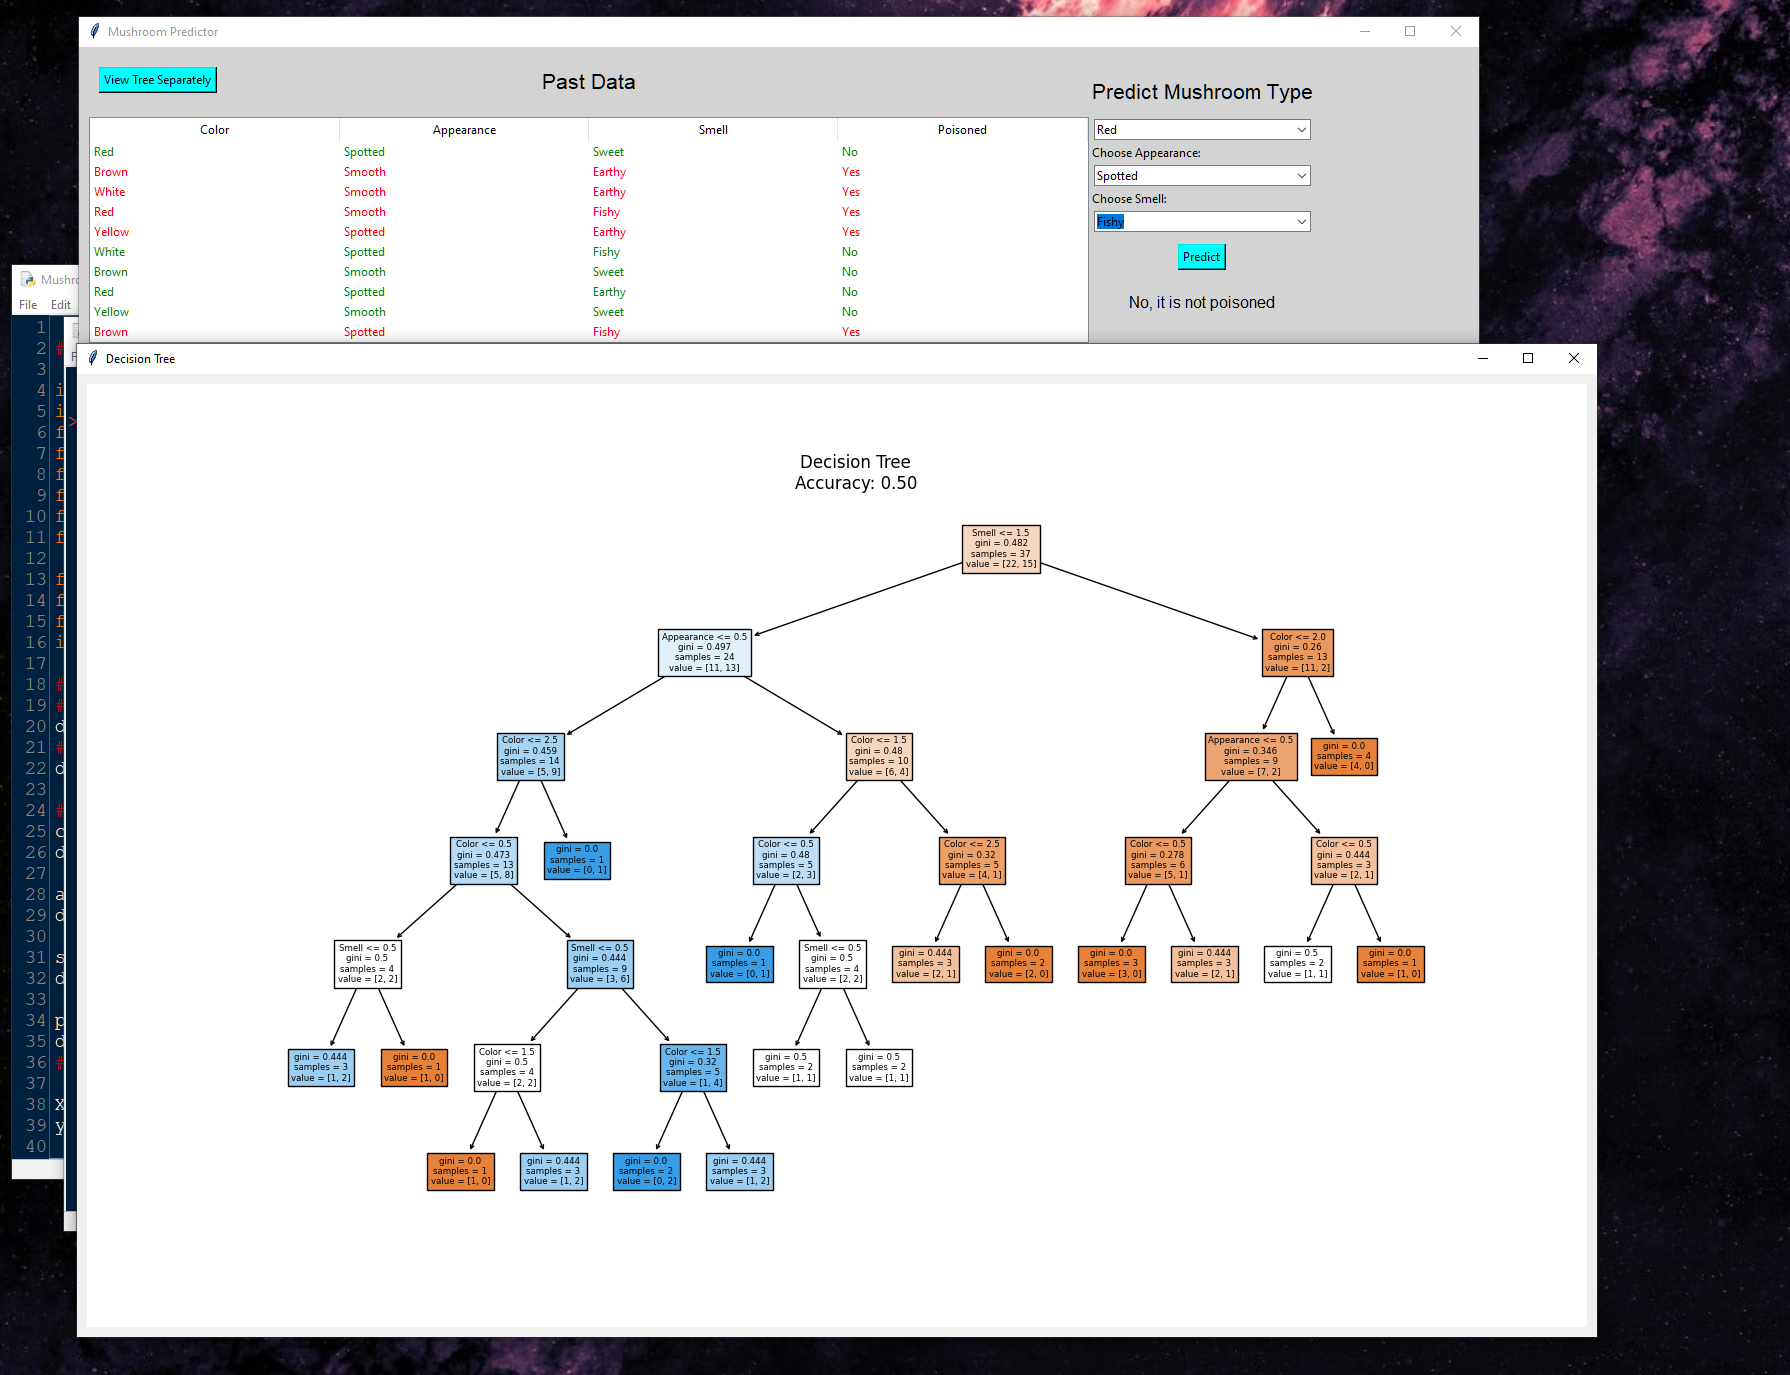 Mushroom Predictor
View Tree Separately
Past Data
Predict Mushroom Type
Color Appearance Smell Poisoned
Red Spotted Sweet No
Brown Smooth Earthy Yes
White Smooth Earthy Yes
Red Smooth Fishy Yes
Yellow Spotted Earthy Yes
White Spotted Fishy No
Brown Smooth Sweet No
Red Spotted Earthy No
Yellow Smooth Sweet No
Brown Spotted Fishy Yes
Red
Choose Appearance:
Spotted
Choose Smell:
Fishy
Predict
No, it is not poisoned
Mushro
File Edit
1
2 #
3
4 i
5 i
6 f
7 f
8 f
9 f
10 f
11 f
12
13 f
14 f
15 f
16 i
17
18 #
19 #
20 d
21 #
22 d
23
24 #
25 c
26 d
27
28 a
29 d
30
31 s
32 d
33
34 p
35 d
36 #
37
38 X
39 y
40
F
>
Decision Tree
Decision Tree
Accuracy: 0.50
Smell <= 1.5
gini = 0.482
samples = 37
value = [22, 15]
Appearance <= 0.5
gini = 0.497
samples = 24
value = [11, 13]
Color <= 2.0
gini = 0.26
samples = 13
value = [11, 2]
Color <= 2.5
gini = 0.459
samples = 14
value = [5, 9]
Color <= 1.5
gini = 0.48
samples = 10
value = [6, 4]
Appearance <= 0.5
gini = 0.346
samples = 9
value = [7, 2]
gini = 0.0
samples = 4
value = [4, 0]
Color <= 0.5
gini = 0.473
samples = 13
value = [5, 8]
gini = 0.0
samples = 1
value = [0, 1]
Color <= 0.5
gini = 0.48
samples = 5
value = [2, 3]
Color <= 2.5
gini = 0.32
samples = 5
value = [4, 1]
Color <= 0.5
gini = 0.278
samples = 6
value = [5, 1]
Color <= 0.5
gini = 0.444
samples = 3
value = [2, 1]
Smell <= 0.5
gini = 0.5
samples = 4
value = [2, 2]
Smell <= 0.5
gini = 0.444
samples = 9
value = [3, 6]
gini = 0.0
samples = 1
value = [0, 1]
Smell <= 0.5
gini = 0.5
samples = 4
value = [2, 2]
gini = 0.444
samples = 3
value = [2, 1]
gini = 0.0
samples = 2
value = [2, 0]
gini = 0.0
samples = 3
value = [3, 0]
gini = 0.444
samples = 3
value = [2, 1]
gini = 0.5
samples = 2
value = [1, 1]
gini = 0.0
samples = 1
value = [1, 0]
gini = 0.444
samples = 3
value = [1, 2]
gini = 0.0
samples = 1
value = [1, 0]
Color <= 1.5
gini = 0.5
samples = 4
value = [2, 2]
Color <= 1.5
gini = 0.32
samples = 5
value = [1, 4]
gini = 0.5
samples = 2
value = [1, 1]
gini = 0.5
samples = 2
value = [1, 1]
gini = 0.0
samples = 1
value = [1, 0]
gini = 0.444
samples = 3
value = [1, 2]
gini = 0.0
samples = 2
value = [0, 2]
gini = 0.444
samples = 3
value = [1, 2]